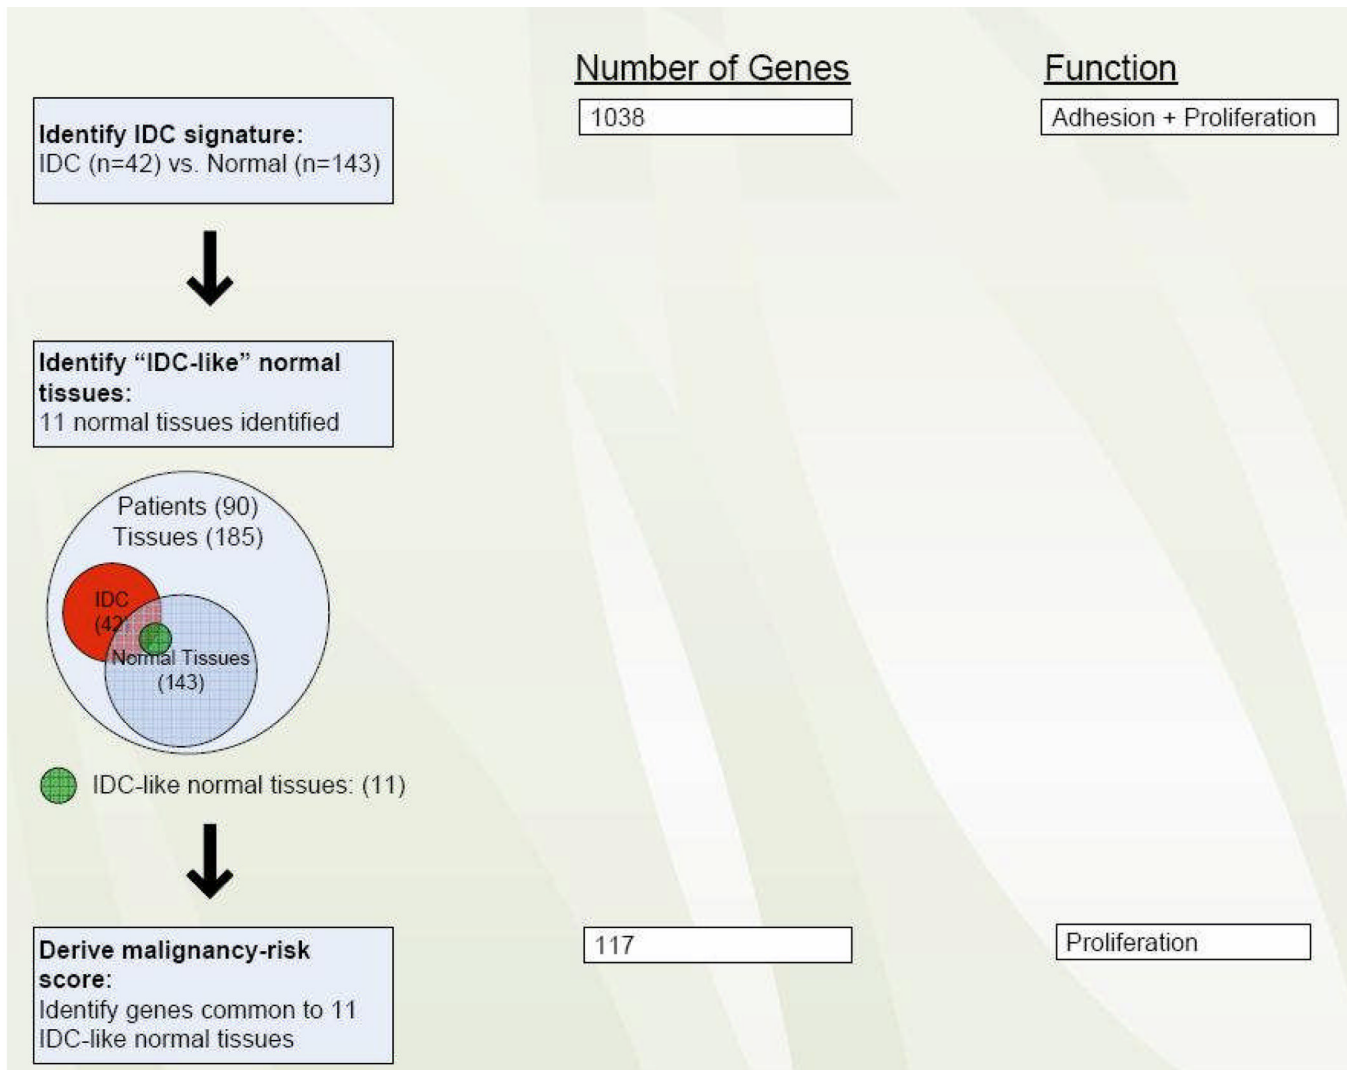 Number of Genes
Function
Identify IDC signature:
IDC (n=42) vs. Normal (n=143)
1038
Adhesion + Proliferation
Identify “IDC-like” normal
tissues:
11 normal tissues identified
Patients (90)
Tissues (185)
IDC
(42)
Normal Tissues
(143)
IDC-like normal tissues: (11)
Derive malignancy-risk
score:
Identify genes common to 11
IDC-like normal tissues
117
Proliferation